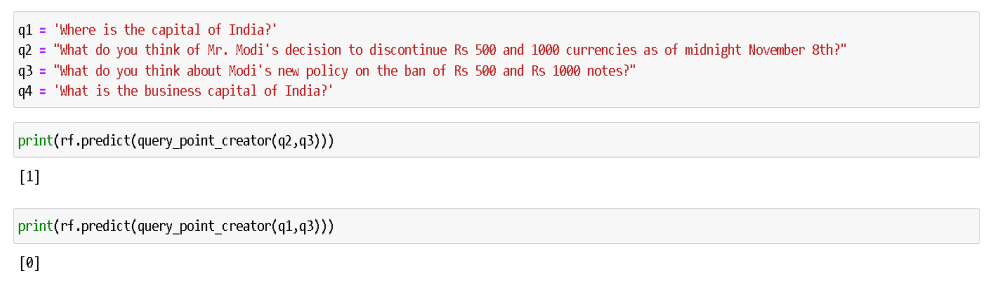 q1 = 'Where is the capital of India?'
q2 = "What do you think of Mr. Modi's decision to discontinue Rs 500 and 1000 currencies as of midnight November 8th?"
q3 = "What do you think about Modi's new policy on the ban of Rs 500 and Rs 1000 notes?"
q4 = 'What is the business capital of India?'
print(rf.predict(query_point_creator(q2,q3)))
[1]
print(rf.predict(query_point_creator(q1,q3)))
[0]